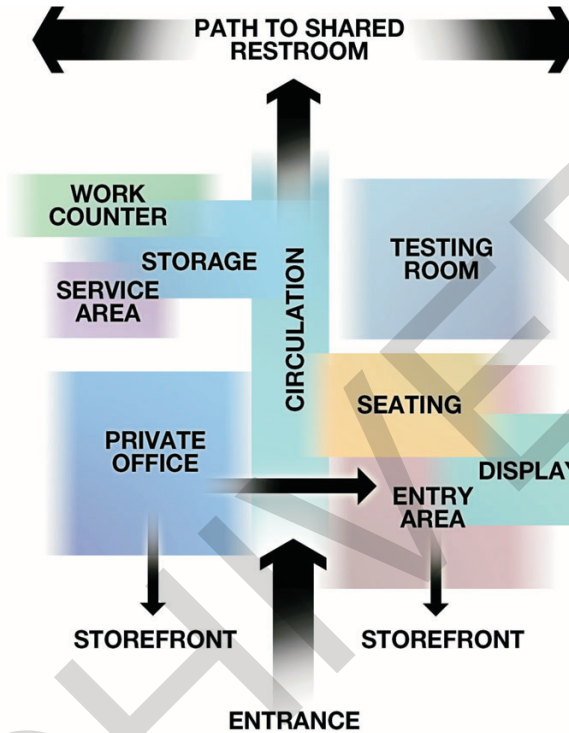 PATH TO SHARED
RESTROOM
WORK
COUNTER
STORAGE
SERVICE
AREA
CIRCULATION
TESTING
ROOM
SEATING
PRIVATE
OFFICE
DISPLAY
ENTRY
AREA
STOREFRONT
STOREFRONT
ENTRANCE